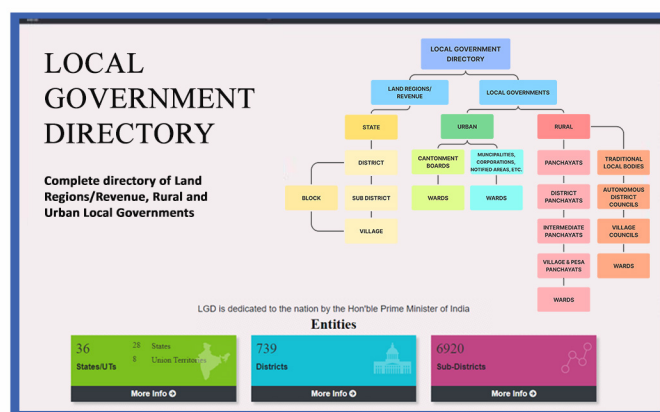 LOCAL
GOVERNMENT
DIRECTORY
Complete directory of Land
Regions/Revenue, Rural and
Urban Local Governments
LOCAL GOVERNMENT
DIRECTORY
LAND REGIONS/
REVENUE
LOCAL GOVERNMENTS
STATE
URBAN
RURAL
DISTRICT
CANTONMENT
BOARDS
MUNCIPALITIES,
CORPORATIONS,
NOTIFIED AREAS, ETC.
PANCHAYATS
TRADITIONAL
LOCAL BODIES
BLOCK
SUB DISTRICT
WARDS
WARDS
DISTRICT
PANCHAYATS
AUTONOMOUS
DISTRICT
COUNCILS
VILLAGE
INTERMEDIATE
PANCHAYATS
VILLAGE
COUNCILS
VILLAGE & PESA
PANCHAYATS
WARDS
WARDS
LGD is dedicated to the nation by the Hon'ble Prime Minister of India
Entities
36
28 States
8 Union Territories
States/UTs
More Info
739
Districts
More Info
6920
Sub-Districts
More Info